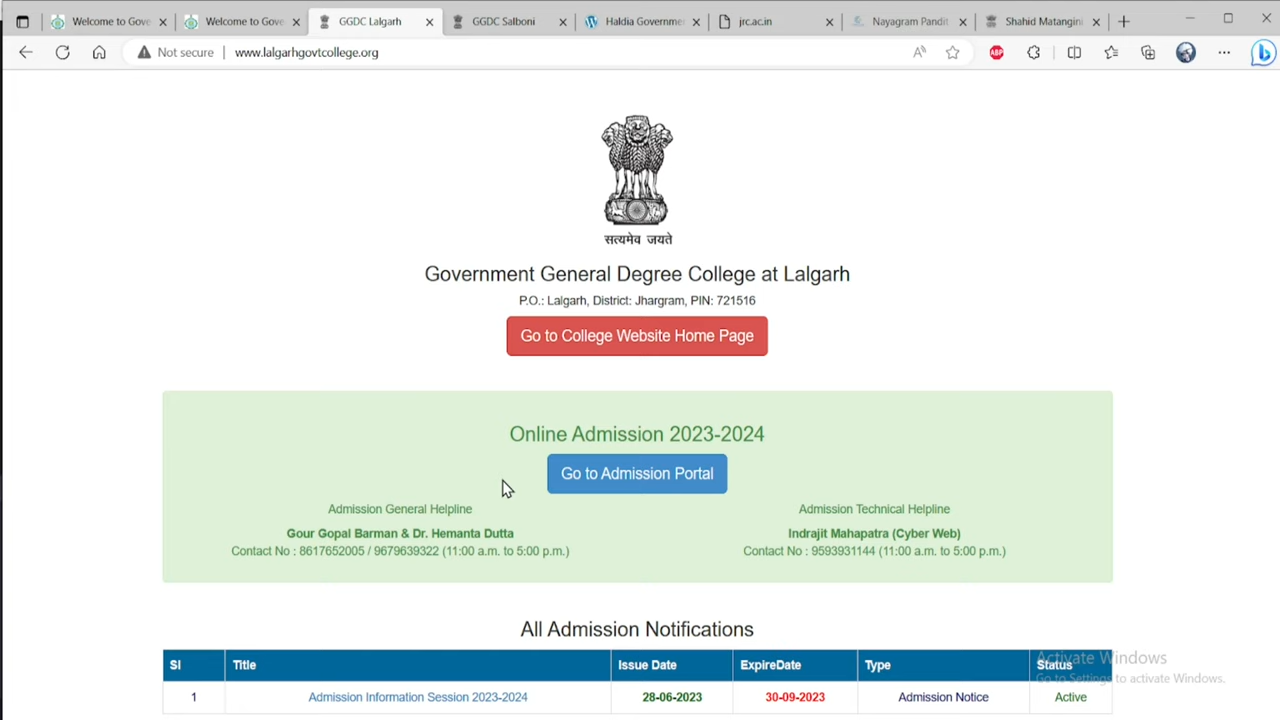 Welcome to Gove
Welcome to Gove
GGDC Lalgarh
GGDC Salboni
Haldia Governme
jrc.ac.in
Nayagram Pandit
Shahid Matangini
Not secure
www.lalgarhgovtcollege.org
ABP
सत्यमेव जयते
Government General Degree College at Lalgarh
P.O.: Lalgarh, District: Jhargram, PIN: 721516
Go to College Website Home Page
Online Admission 2023-2024
Go to Admission Portal
Admission General Helpline
Gour Gopal Barman & Dr. Hemanta Dutta
Contact No : 8617652005 / 9679639322 (11:00 a.m. to 5:00 p.m.)
Admission Technical Helpline
Indrajit Mahapatra (Cyber Web)
Contact No : 9593931144 (11:00 a.m. to 5:00 p.m.)
All Admission Notifications
Sl Title Issue Date ExpireDate Type Status
1 Admission Information Session 2023-2024 28-06-2023 30-09-2023 Admission Notice Active
Activate Windows
Go to Settings to activate Windows.